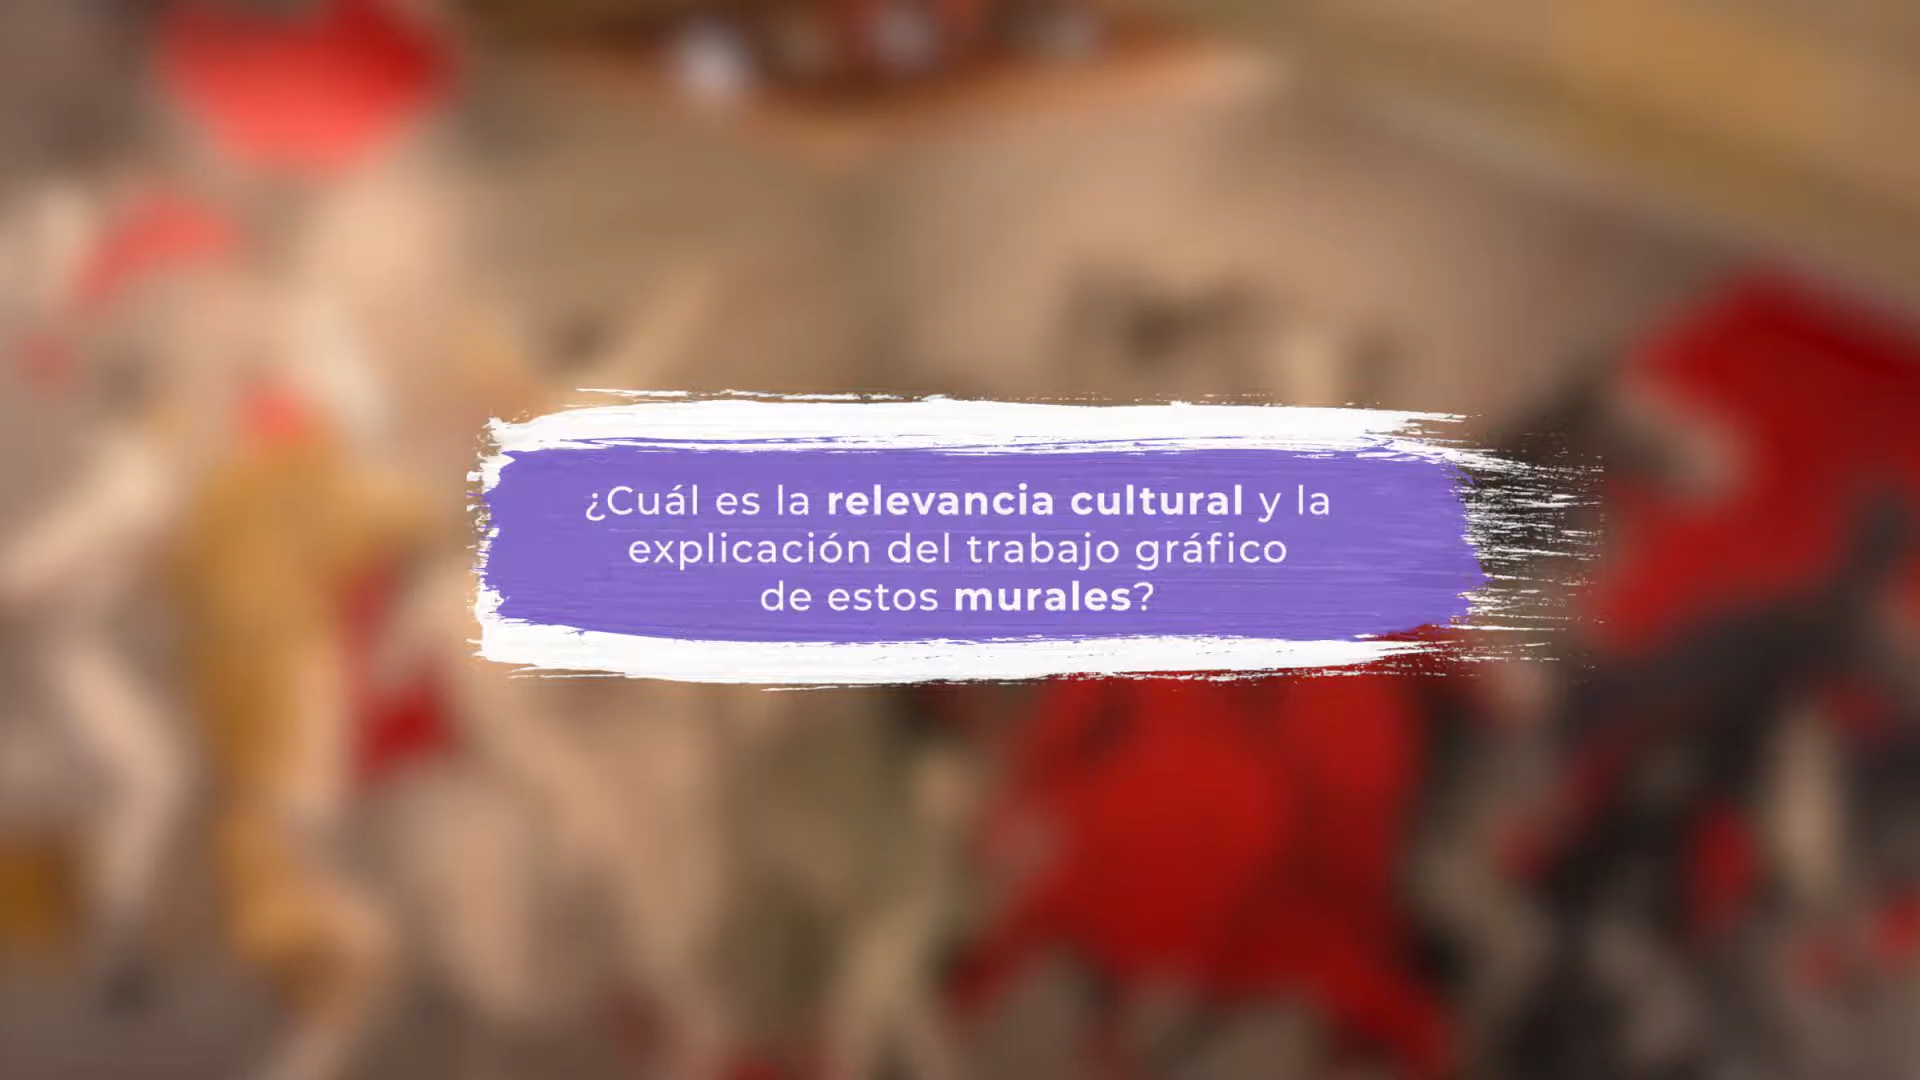 ¿Cuál es la relevancia cultural y la
explicación del trabajo gráfico
de estos murales?